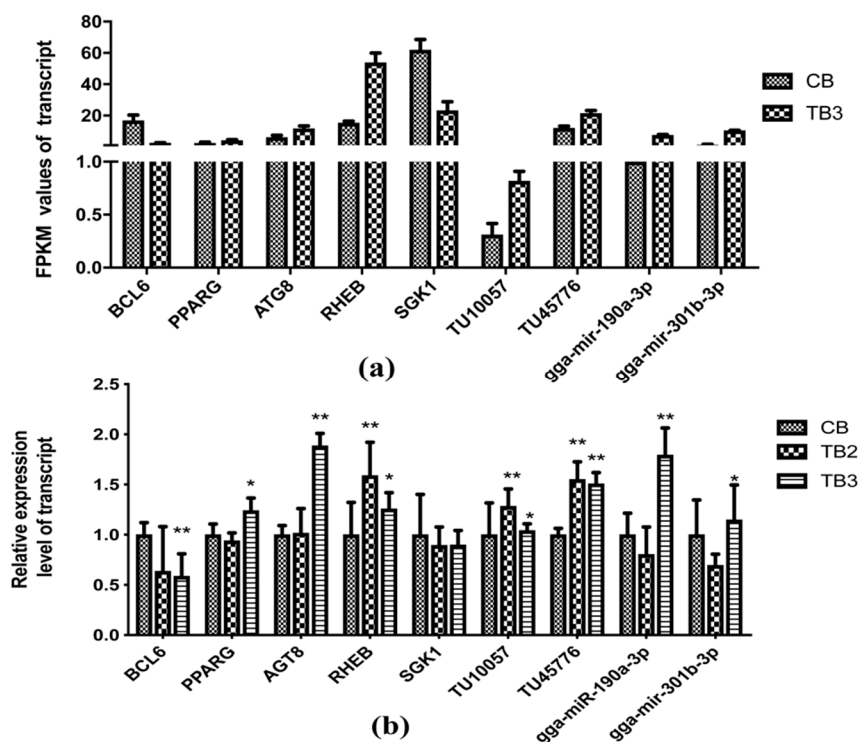 80
60
40
20
1.0
0.5
0.0
FPKM values of transcript
CB
TB3
BCL6
PPARG
ATG8
RHEB
SGK1
TU10057
TU45776
gga-mir-190a-3p
gga-mir-301b-3p
(a)
2.5
2.0
1.5
1.0
0.5
0.0
Relative expression
level of transcript
**
*
**
**
*
**
*
**
**
**
*
CB
TB2
TB3
BCL6
PPARG
AGT8
RHEB
SGK1
TU10057
TU45776
gga-miR-190a-3p
gga-mir-301b-3p
(b)